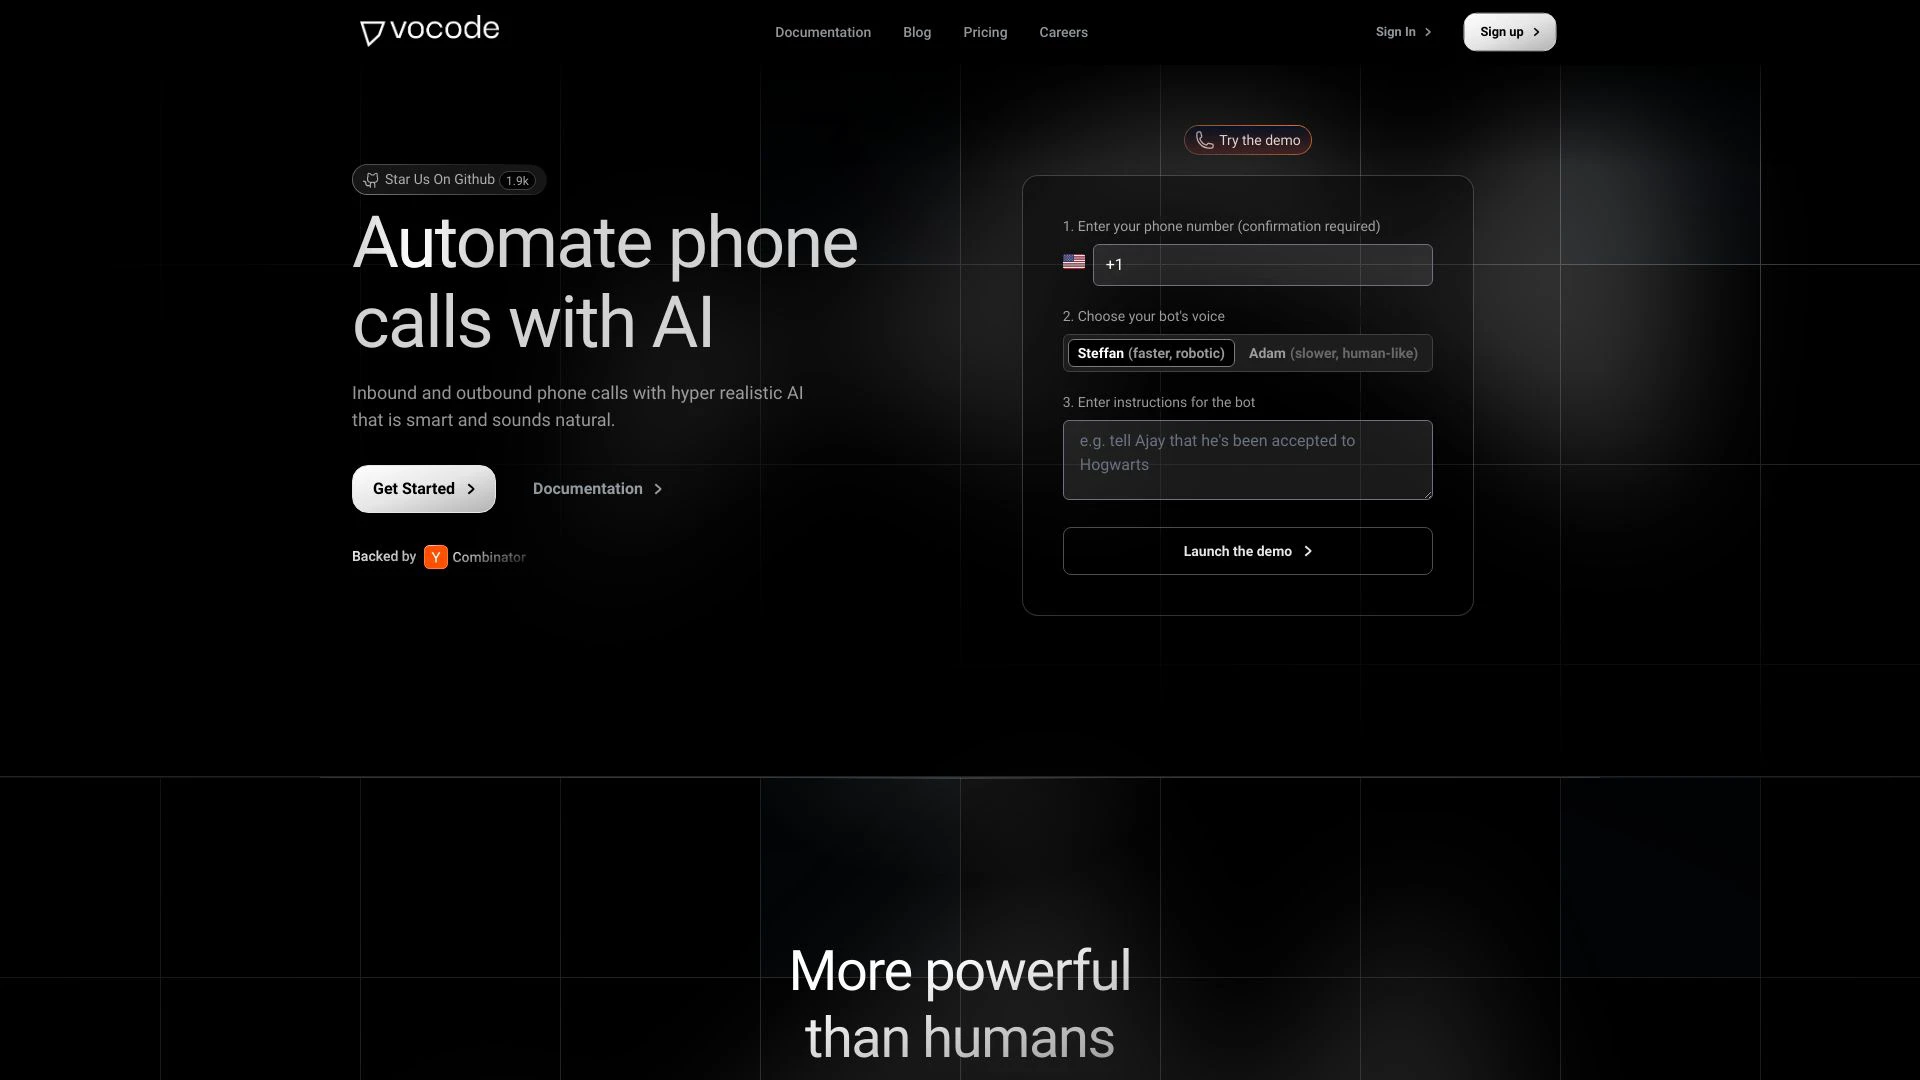 vocode
Documentation
Blog
Pricing
Careers
Sign In
Sign up
Star Us On Github 1.9k
Automate phone
calls with AI
Inbound and outbound phone calls with hyper realistic AI
that is smart and sounds natural.
Get Started
Documentation
Backed by Y Combinator
Try the demo
1. Enter your phone number (confirmation required)
+1
2. Choose your bot's voice
Steffan (faster, robotic)
Adam (slower, human-like)
3. Enter instructions for the bot
e.g. tell Ajay that he's been accepted to
Hogwarts
Launch the demo
More powerful
than humans